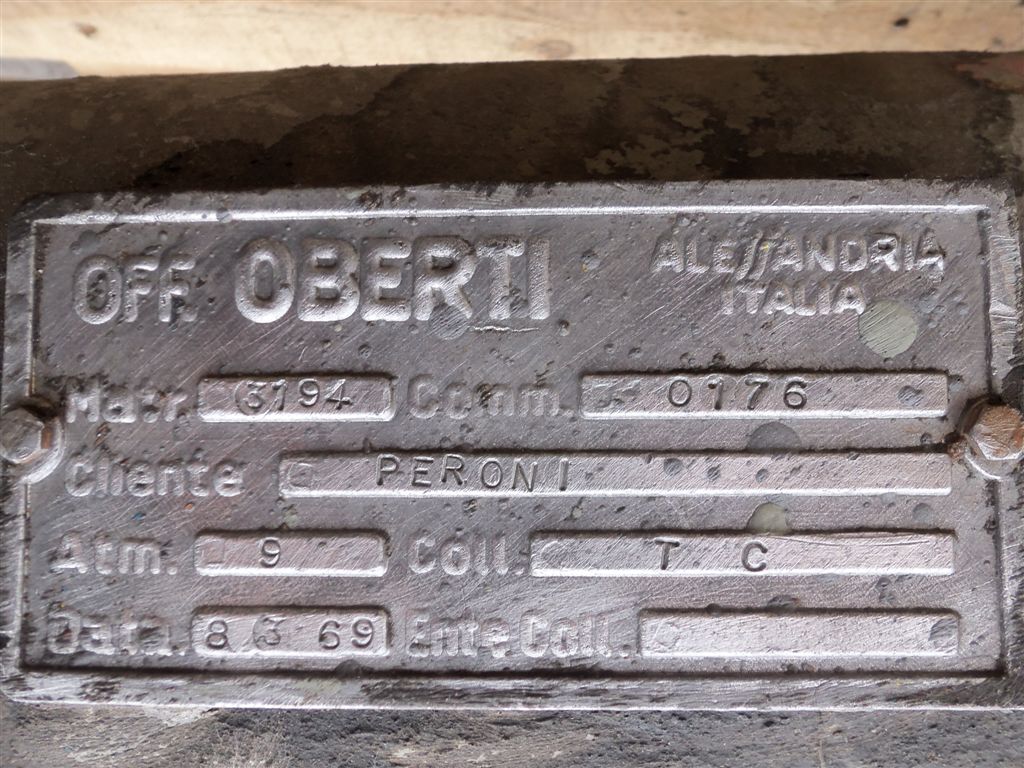 OFF. OBERTI ALESSANDRIA
ITALIA
Matr. 3194 Comm. 0176
Cliente PERONI
Atm. 9 Coll. T C
Data. 8 3 69 Ente Coll.